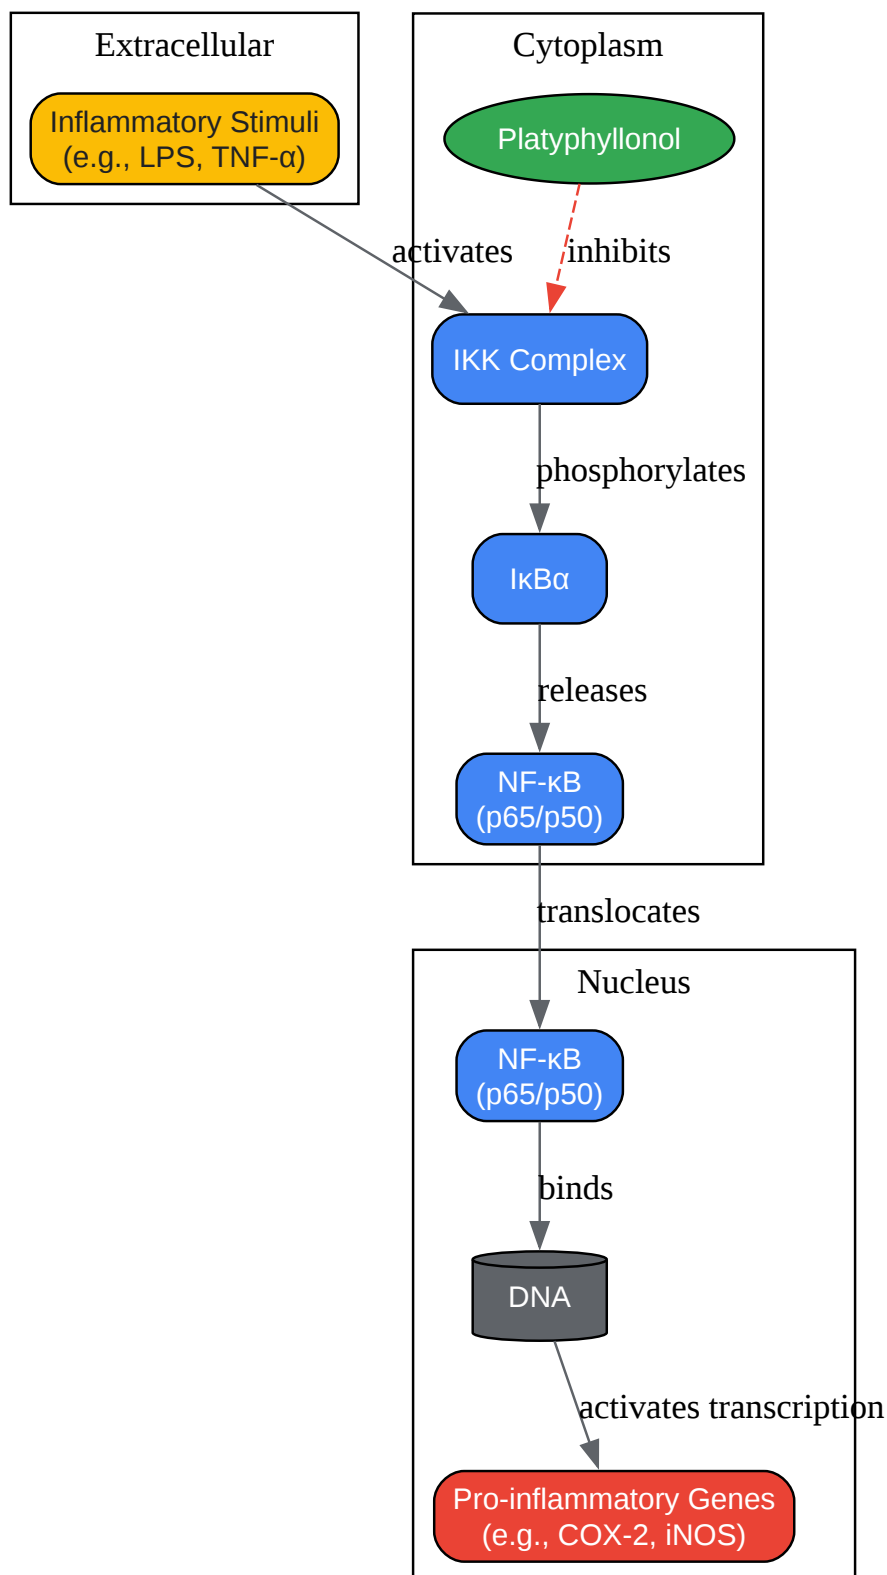 Extracellular
Inflammatory Stimuli
(e.g., LPS, TNF-α)
Cytoplasm
Platyphyllonol
activates
inhibits
IKK Complex
phosphorylates
IκBα
releases
NF-κB
(p65/p50)
translocates
Nucleus
NF-κB
(p65/p50)
binds
DNA
activates transcription
Pro-inflammatory Genes
(e.g., COX-2, iNOS)